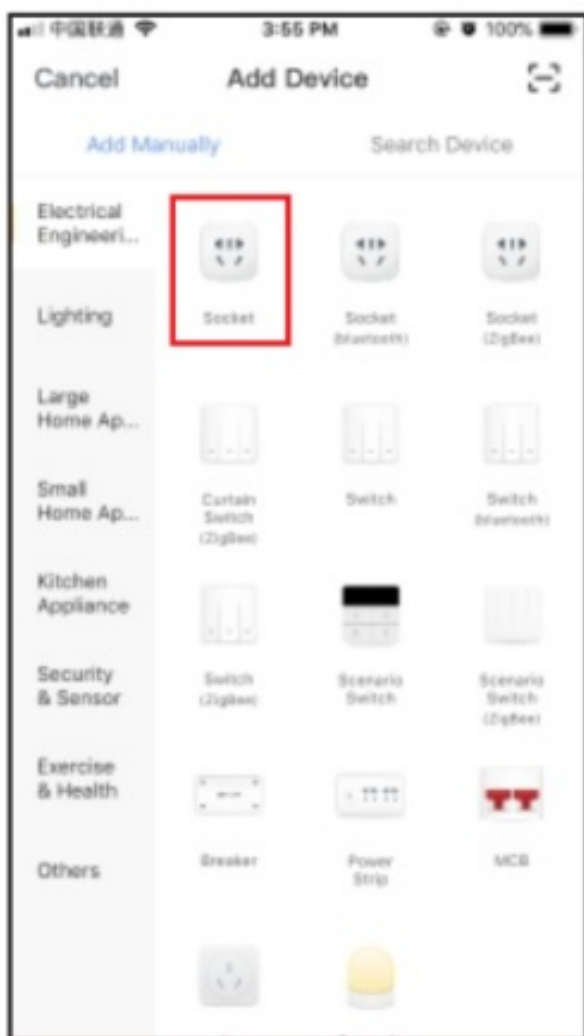 中国联通 3:55 PM 100%
Cancel Add Device
Add Manually Search Device
Electrical
Engineeri...
Lighting
Large
Home Ap...
Small
Home Ap...
Kitchen
Appliance
Security
& Sensor
Exercise
& Health
Others
Socket
Socket
(bluetooth)
Socket
(ZigBee)
Curtain
Switch
(ZigBee)
Switch
Switch
(bluetooth)
Switch
(ZigBee)
Scenario
Switch
Scenario
Switch
(ZigBee)
Breaker
Power
Strip
MCB